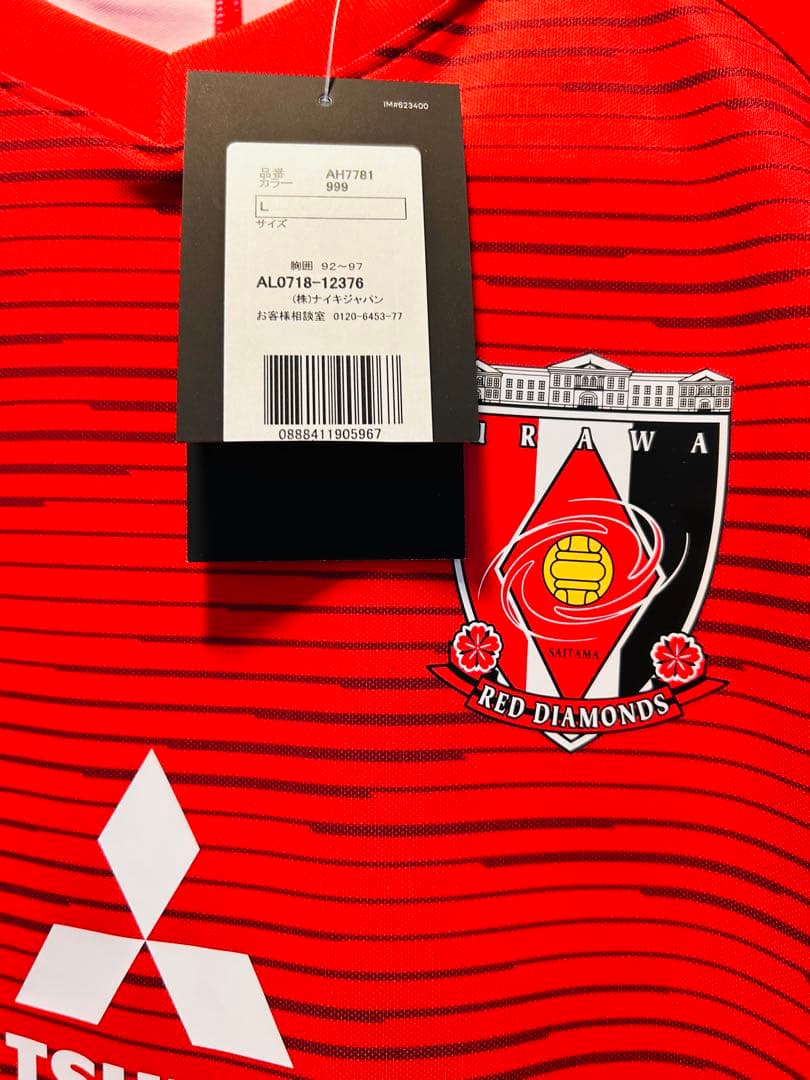 IM#623400
品番 AH7781
カラー 999
L
サイズ
胸囲 92～97
AL0718-12376
(株)ナイキジャパン
お客様相談室 0120-6453-77
0888411905967
IRAWA
SAITAMA
RED DIAMONDS
TSU